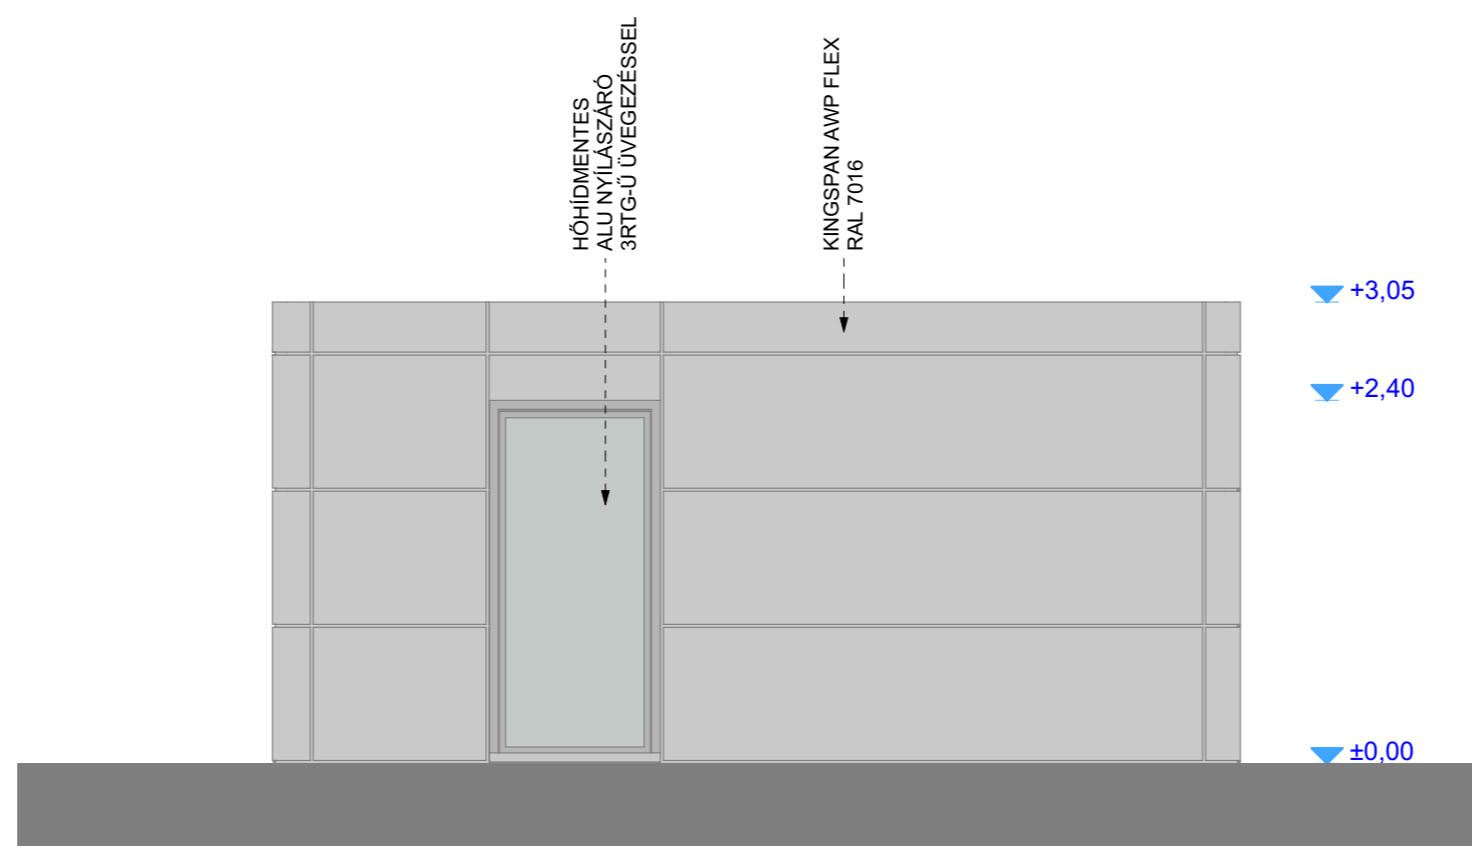 HŐHÍDMENTES
ALU NYÍLÁSZÁRÓ
3RTG-Ű ÜVEGEZÉSSEL
KINGSPAN AWP FLEX
RAL 7016
+3,05
+2,40
±0,00